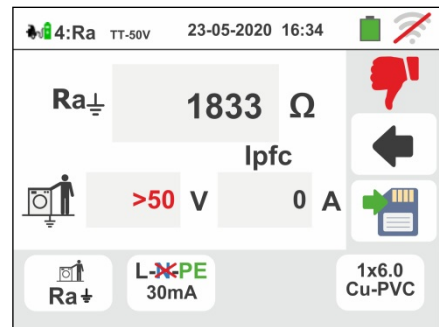 4:Ra TT-50V 23-05-2020 16:34
Ra 1833 Ω
Ipfc
>50 V 0 A
Ra
L-N-PE
30mA
1x6.0
Cu-PVC